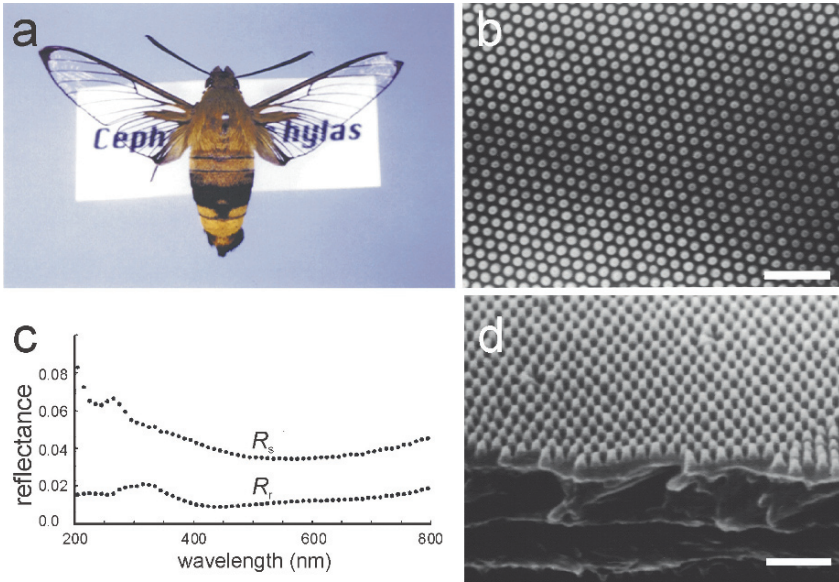 a
Ceph
hylas
b
c
0.08
0.06
0.04
0.02
0.0
reflectance
Rs
Rr
200
400
600
800
wavelength (nm)
d